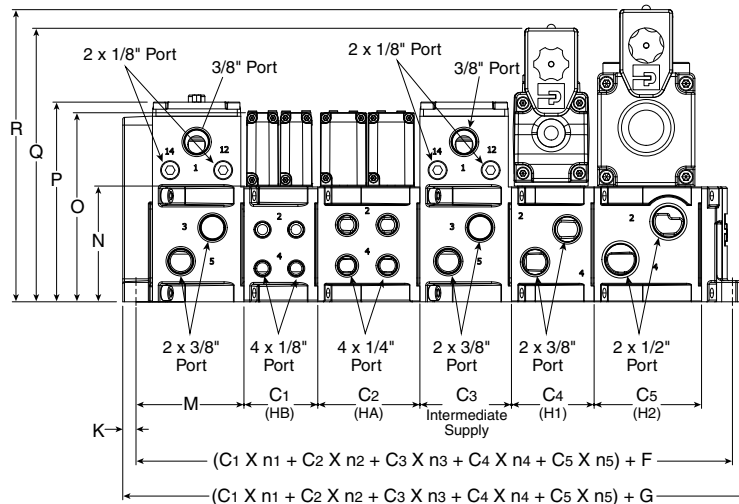 2 x 1/8" Port
3/8" Port
2 x 1/8" Port
3/8" Port
R
Q
P
O
N
14
12
1
14
12
1
3
5
2
4
2
4
3
5
2
4
2
4
2 x 3/8"
Port
4 x 1/8"
Port
4 x 1/4"
Port
2 x 3/8"
Port
2 x 3/8"
Port
2 x 1/2"
Port
K
M
C1
(HB)
C2
(HA)
C3
Intermediate
Supply
C4
(H1)
C5
(H2)
(C1 X n1 + C2 X n2 + C3 X n3 + C4 X n4 + C5 X n5) + F
(C1 X n1 + C2 X n2 + C3 X n3 + C4 X n4 + C5 X n5) + G